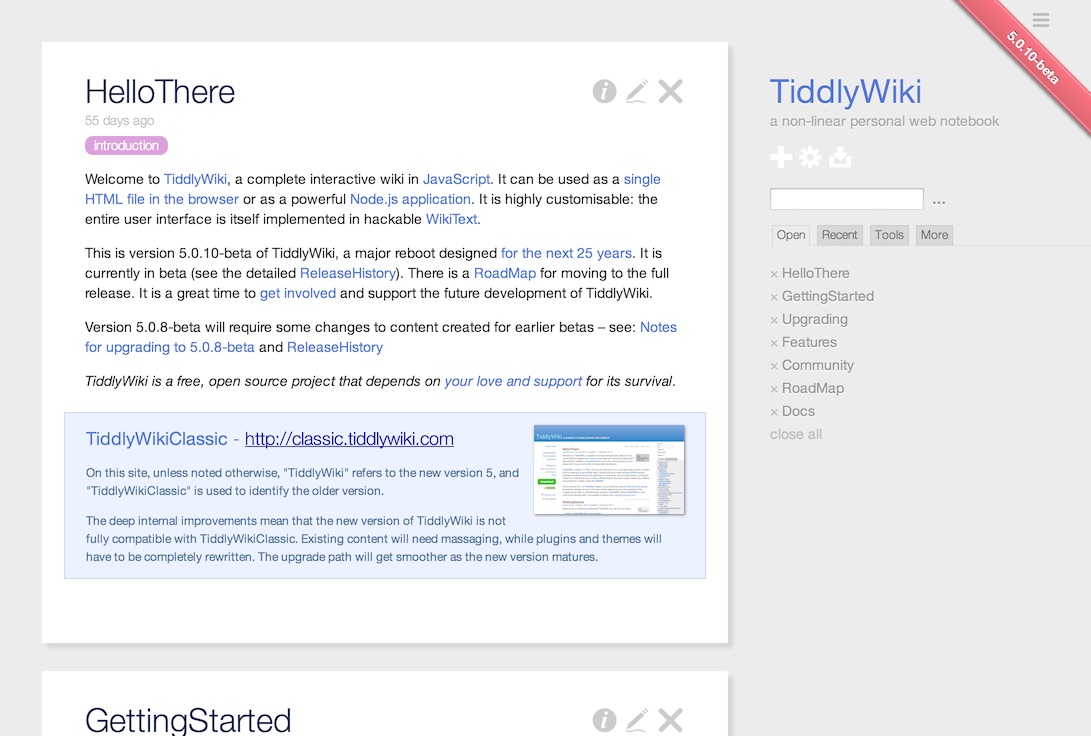 HelloThere
55 days ago
introduction
Welcome to TiddlyWiki, a complete interactive wiki in JavaScript. It can be used as a single
HTML file in the browser or as a powerful Node.js application. It is highly customisable: the
entire user interface is itself implemented in hackable WikiText.
This is version 5.0.10-beta of TiddlyWiki, a major reboot designed for the next 25 years. It is
currently in beta (see the detailed ReleaseHistory). There is a RoadMap for moving to the full
release. It is a great time to get involved and support the future development of TiddlyWiki.
Version 5.0.8-beta will require some changes to content created for earlier betas – see: Notes
for upgrading to 5.0.8-beta and ReleaseHistory
TiddlyWiki is a free, open source project that depends on your love and support for its survival.
TiddlyWikiClassic - http://classic.tiddlywiki.com
On this site, unless noted otherwise, "TiddlyWiki" refers to the new version 5, and
"TiddlyWikiClassic" is used to identify the older version.
The deep internal improvements mean that the new version of TiddlyWiki is not
fully compatible with TiddlyWikiClassic. Existing content will need massaging, while plugins and themes will
have to be completely rewritten. The upgrade path will get smoother as the new version matures.
TiddlyWiki
HelloThere
GettingStarted
GettingStarted
5.0.10-beta
TiddlyWiki
a non-linear personal web notebook
...
Open Recent Tools More
× HelloThere
× GettingStarted
× Upgrading
× Features
× Community
× RoadMap
× Docs
close all